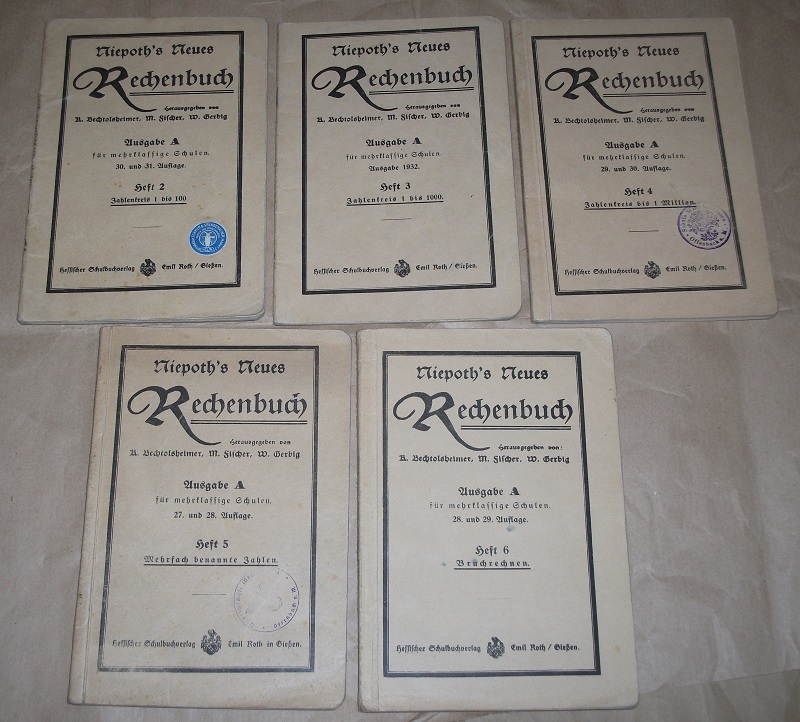 Niepoth's Neues
Rechenbuch
Herausgegeben von
K. Bechtolsheimer, M. Fischer, W. Gerbig
Ausgabe A
für mehrklassige Schulen.
30. und 31. Auflage.
Heft 2
Zahlenkreis 1 bis 100
Hessischer Schulbuchverlag Emil Roth / Gießen.
Niepoth's Neues
Rechenbuch
Herausgegeben von
K. Bechtolsheimer, M. Fischer, W. Gerbig
Ausgabe A
für mehrklassige Schulen.
Ausgabe 1932.
Heft 3
Zahlenkreis 1 bis 1000.
Hessischer Schulbuchverlag Emil Roth / Gießen.
Niepoth's Neues
Rechenbuch
Herausgegeben von
K. Bechtolsheimer, M. Fischer, W. Gerbig
Ausgabe A
für mehrklassige Schulen.
29. und 30. Auflage.
Heft 4
Zahlenkreis bis 1 Million.
Offenbach a. M.
Hessischer Schulbuchverlag Emil Roth / Gießen.
Niepoth's Neues
Rechenbuch
Herausgegeben von
K. Bechtolsheimer, M. Fischer, W. Gerbig
Ausgabe A
für mehrklassige Schulen.
27. und 28. Auflage.
Heft 5
Mehrfach benannte Zahlen.
Hessischer Schulbuchverlag Emil Roth in Gießen.
Niepoth's Neues
Rechenbuch
Herausgegeben von:
K. Bechtolsheimer, M. Fischer, W. Gerbig
Ausgabe A
für mehrklassige Schulen.
28. und 29. Auflage.
Heft 6
Bruchrechnen.
Hessischer Schulbuchverlag Emil Roth / Gießen.